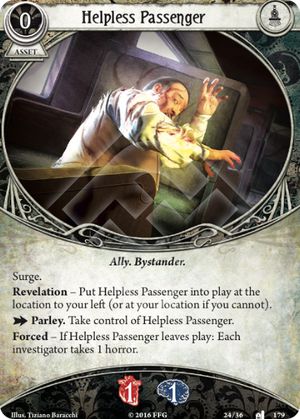 0
Helpless Passenger
ASSET
Ally. Bystander.
Surge.
Revelation – Put Helpless Passenger into play at the
location to your left (or at your location if you cannot).
Parley. Take control of Helpless Passenger.
Forced – If Helpless Passenger leaves play: Each
investigator takes 1 horror.
1
1
Illus. Tiziano Baracchi
© 2016 FFG
24/36
179